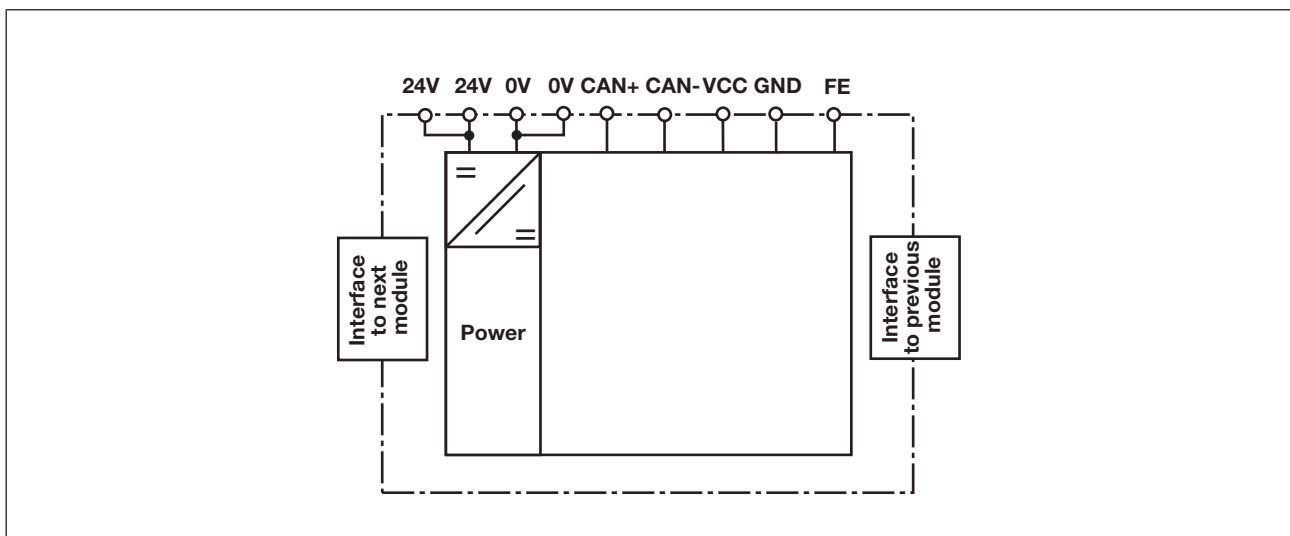 24V 24V 0V 0V CAN+ CAN- VCC GND FE
Interface
to next
module
Power
Interface
to previous
module